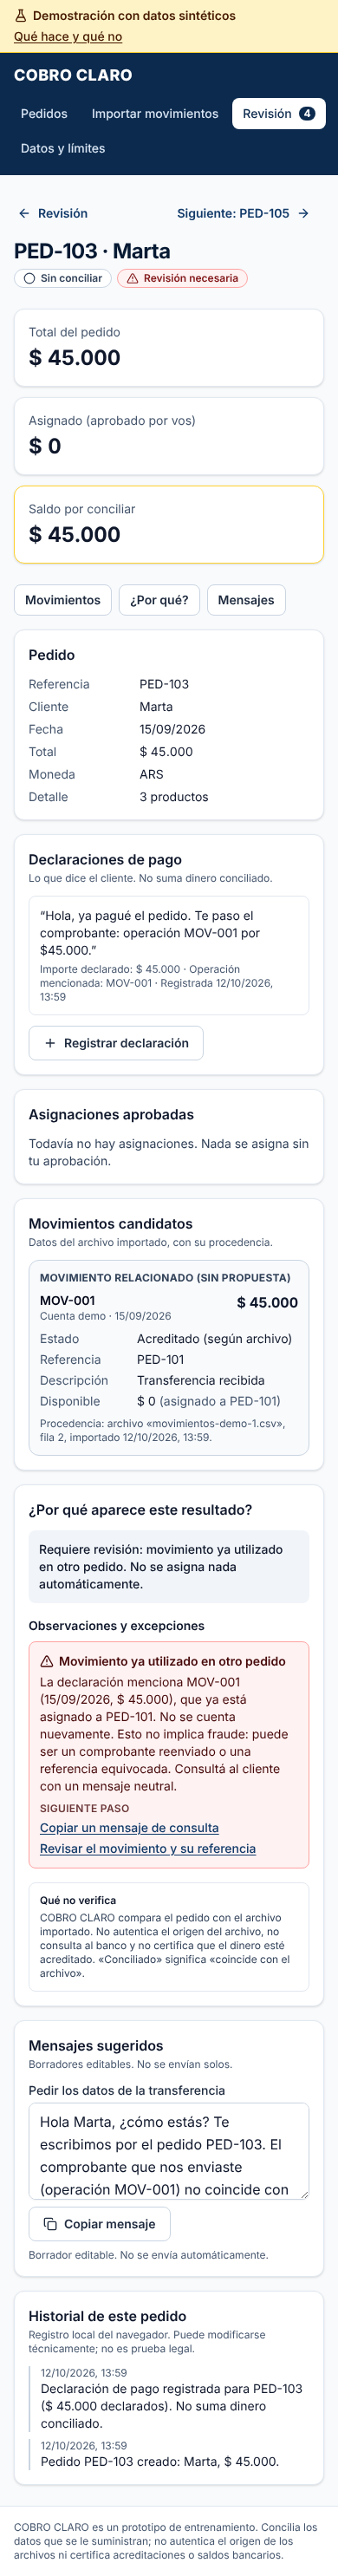 Demostración con datos sintéticos
Qué hace y qué no
COBRO CLARO
Pedidos
Importar movimientos
Revisión 4
Datos y límites
Revisión
Siguiente: PED-105
PED-103 · Marta
Sin conciliar
Revisión necesaria
Total del pedido
$ 45.000
Asignado (aprobado por vos)
$ 0
Saldo por conciliar
$ 45.000
Movimientos
¿Por qué?
Mensajes
Pedido
Referencia PED-103
Cliente Marta
Fecha 15/09/2026
Total $ 45.000
Moneda ARS
Detalle 3 productos
Declaraciones de pago
Lo que dice el cliente. No suma dinero conciliado.
“Hola, ya pagué el pedido. Te paso el
comprobante: operación MOV-001 por
$45.000.”
Importe declarado: $ 45.000 · Operación
mencionada: MOV-001 · Registrada 12/10/2026,
13:59
Registrar declaración
Asignaciones aprobadas
Todavía no hay asignaciones. Nada se asigna sin
tu aprobación.
Movimientos candidatos
Datos del archivo importado, con su procedencia.
MOVIMIENTO RELACIONADO (SIN PROPUESTA)
MOV-001 $ 45.000
Cuenta demo · 15/09/2026
Estado Acreditado (según archivo)
Referencia PED-101
Descripción Transferencia recibida
Disponible $ 0 (asignado a PED-101)
Procedencia: archivo «movimientos-demo-1.csv»,
fila 2, importado 12/10/2026, 13:59.
¿Por qué aparece este resultado?
Requiere revisión: movimiento ya utilizado
en otro pedido. No se asigna nada
automáticamente.
Observaciones y excepciones
Movimiento ya utilizado en otro pedido
La declaración menciona MOV-001
(15/09/2026, $ 45.000), que ya está
asignado a PED-101. No se cuenta
nuevamente. Esto no implica fraude: puede
ser un comprobante reenviado o una
referencia equivocada. Consultá al cliente
con un mensaje neutral.
SIGUIENTE PASO
Copiar un mensaje de consulta
Revisar el movimiento y su referencia
Qué no verifica
COBRO CLARO compara el pedido con el archivo
importado. No autentica el origen del archivo, no
consulta al banco y no certifica que el dinero esté
acreditado. «Conciliado» significa «coincide con el
archivo».
Mensajes sugeridos
Borradores editables. No se envían solos.
Pedir los datos de la transferencia
Hola Marta, ¿cómo estás? Te
escribimos por el pedido PED-103. El
comprobante que nos enviaste
(operación MOV-001) no coincide con
Copiar mensaje
Borrador editable. No se envía automáticamente.
Historial de este pedido
Registro local del navegador. Puede modificarse
técnicamente; no es prueba legal.
12/10/2026, 13:59
Declaración de pago registrada para PED-103
($ 45.000 declarados). No suma dinero
conciliado.
12/10/2026, 13:59
Pedido PED-103 creado: Marta, $ 45.000.
COBRO CLARO es un prototipo de entrenamiento. Concilia los
datos que se le suministran; no autentica el origen de los
archivos ni certifica acreditaciones o saldos bancarios.